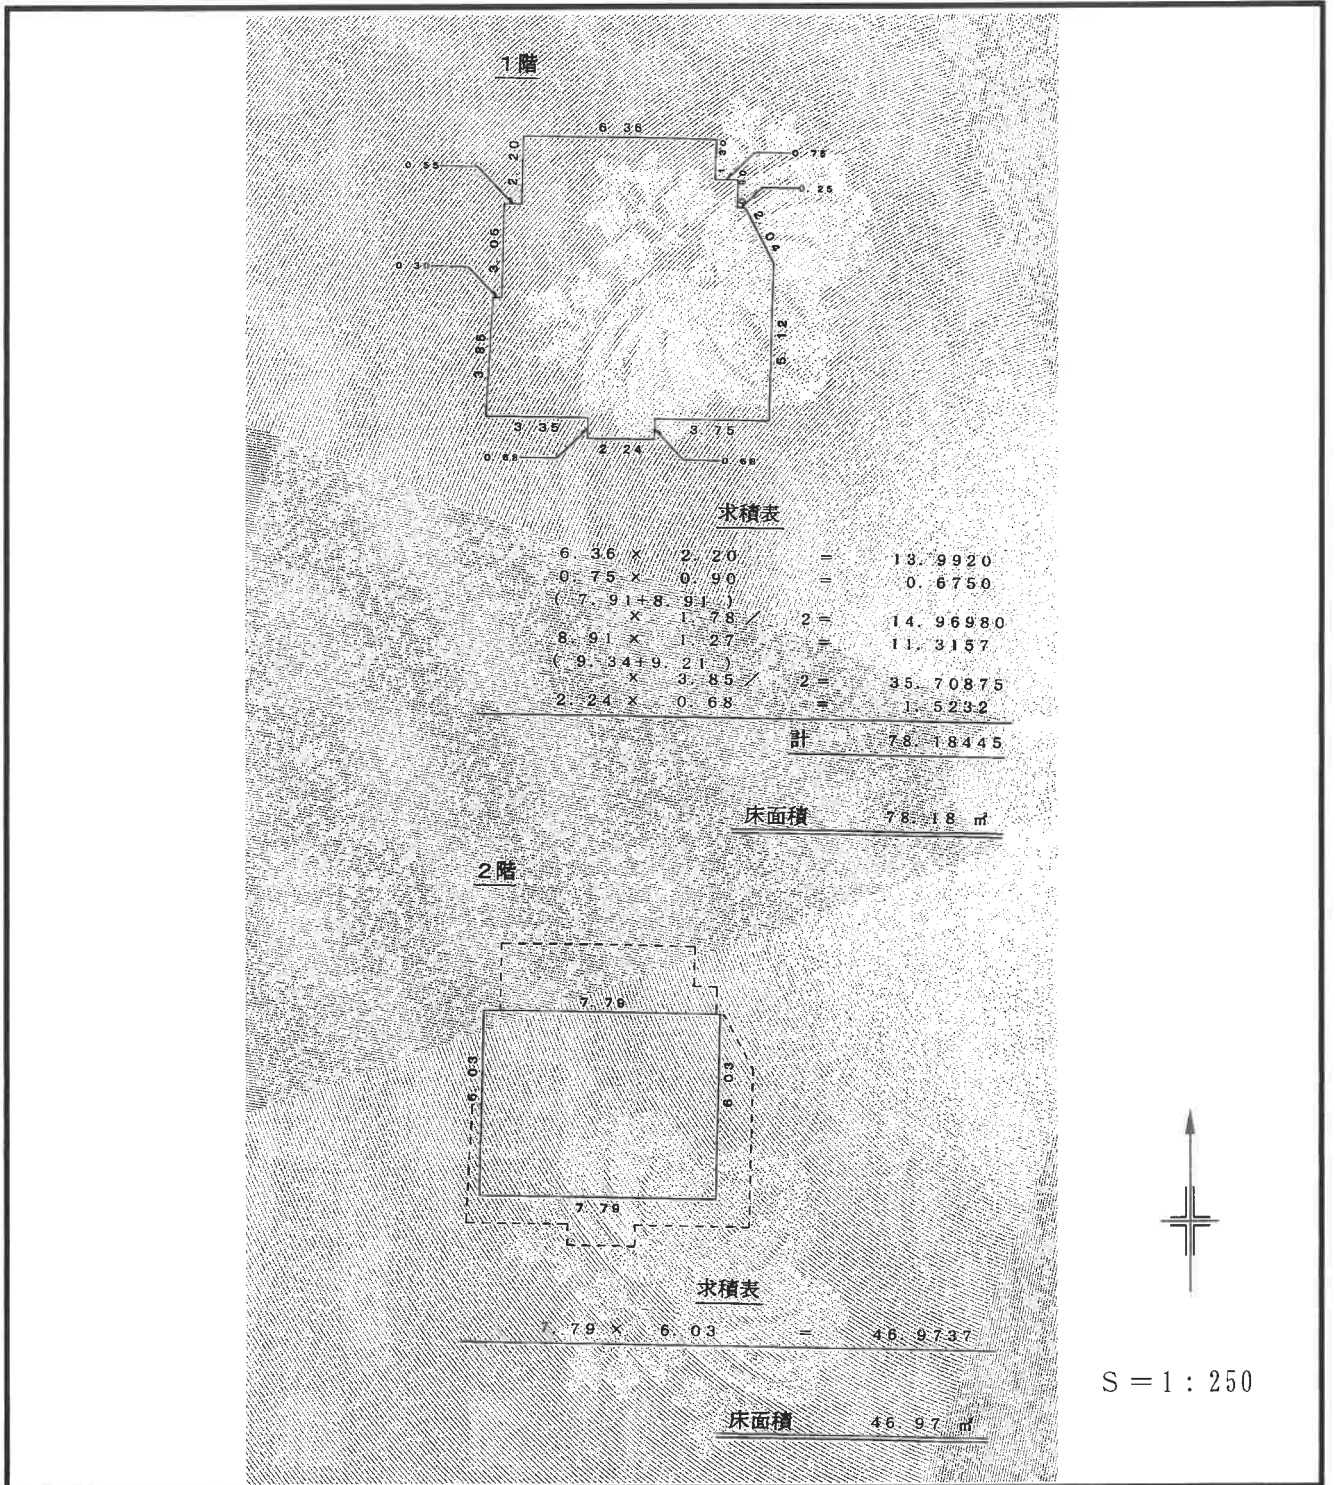 1階
6.36
2.20
1.30
0.75
0.55
0.90
0.25
2.04
3.05
0.30
5.12
3.85
3.35
3.75
2.24
0.68
0.68
求積表
6.36 × 2.20 = 13.9920
0.75 × 0.90 = 0.6750
( 7.91+8.91 )
× 1.78 / 2 = 14.96980
8.91 × 1.27 = 11.3157
( 9.34+9.21 )
× 3.85 / 2 = 35.70875
2.24 × 0.68 = 1.5232
計 78.18445
床面積 78.18 ㎡
2階
7.79
6.03
6.03
7.79
求積表
7.79 × 6.03 = 46.9737
S=1:250
床面積 46.97 ㎡